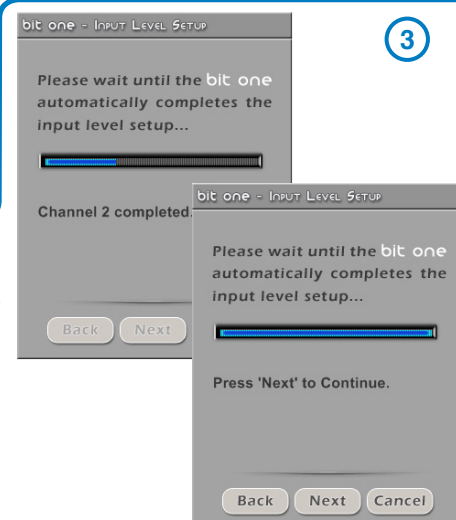 bit one - Input Level Setup
3
Please wait until the bit one
automatically completes the
input level setup...
Channel 2 completed.
Back Next
bit one - Input Level Setup
Please wait until the bit one
automatically completes the
input level setup...
Press 'Next' to Continue.
Back Next Cancel